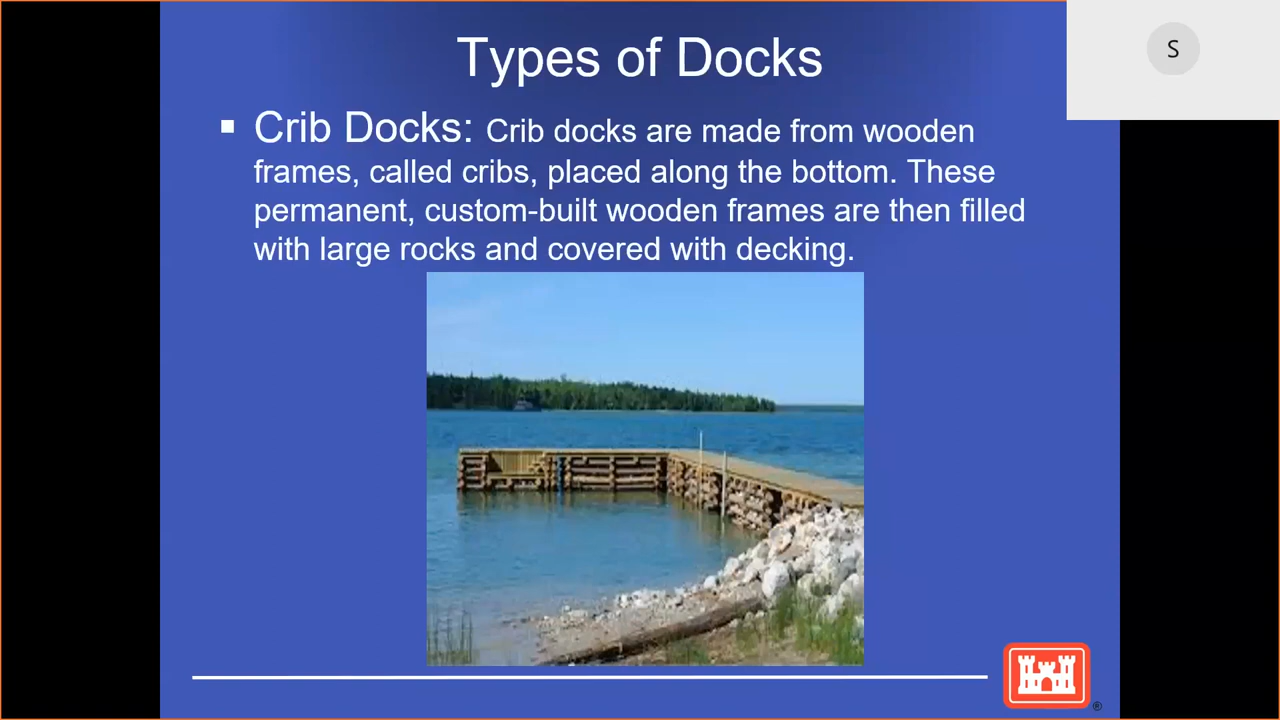 Types of Docks
S
▪ Crib Docks: Crib docks are made from wooden
frames, called cribs, placed along the bottom. These
permanent, custom-built wooden frames are then filled
with large rocks and covered with decking.
®